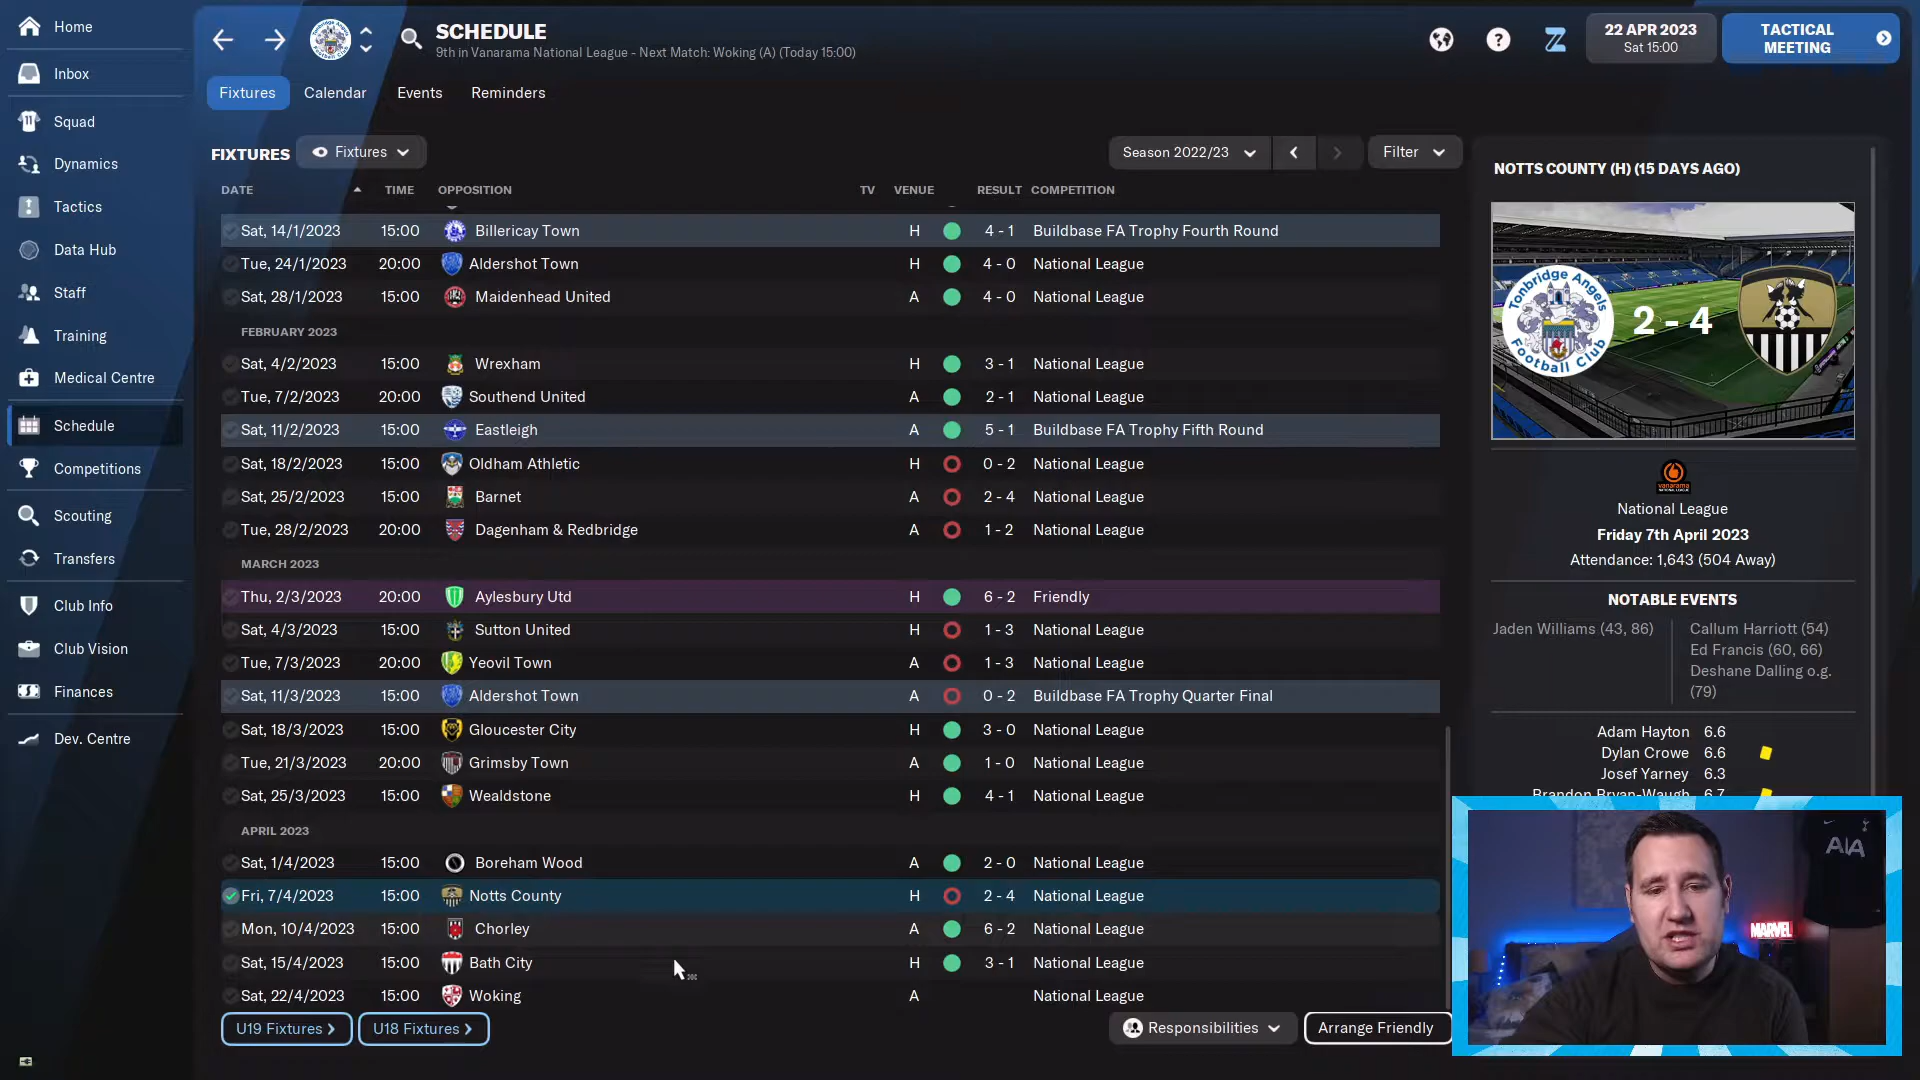 Home
Inbox
Squad
Dynamics
Tactics
Data Hub
Staff
Training
Medical Centre
Schedule
Competitions
Scouting
Transfers
Club Info
Club Vision
Finances
Dev. Centre
SCHEDULE
9th in Vanarama National League - Next Match: Woking (A) (Today 15:00)
22 APR 2023
Sat 15:00
TACTICAL
MEETING
Fixtures Calendar Events Reminders
FIXTURES Fixtures Season 2022/23 Filter
DATE TIME OPPOSITION TV VENUE RESULT COMPETITION
Sat, 14/1/2023 15:00 Billericay Town H 4 - 1 Buildbase FA Trophy Fourth Round
Tue, 24/1/2023 20:00 Aldershot Town H 4 - 0 National League
Sat, 28/1/2023 15:00 Maidenhead United A 4 - 0 National League
FEBRUARY 2023
Sat, 4/2/2023 15:00 Wrexham H 3 - 1 National League
Tue, 7/2/2023 20:00 Southend United A 2 - 1 National League
Sat, 11/2/2023 15:00 Eastleigh A 5 - 1 Buildbase FA Trophy Fifth Round
Sat, 18/2/2023 15:00 Oldham Athletic H 0 - 2 National League
Sat, 25/2/2023 15:00 Barnet A 2 - 4 National League
Tue, 28/2/2023 20:00 Dagenham & Redbridge A 1 - 2 National League
MARCH 2023
Thu, 2/3/2023 20:00 Aylesbury Utd H 6 - 2 Friendly
Sat, 4/3/2023 15:00 Sutton United H 1 - 3 National League
Tue, 7/3/2023 20:00 Yeovil Town A 1 - 3 National League
Sat, 11/3/2023 15:00 Aldershot Town A 0 - 2 Buildbase FA Trophy Quarter Final
Sat, 18/3/2023 15:00 Gloucester City H 3 - 0 National League
Tue, 21/3/2023 20:00 Grimsby Town A 1 - 0 National League
Sat, 25/3/2023 15:00 Wealdstone H 4 - 1 National League
APRIL 2023
Sat, 1/4/2023 15:00 Boreham Wood A 2 - 0 National League
Fri, 7/4/2023 15:00 Notts County H 2 - 4 National League
Mon, 10/4/2023 15:00 Chorley A 6 - 2 National League
Sat, 15/4/2023 15:00 Bath City H 3 - 1 National League
Sat, 22/4/2023 15:00 Woking A National League
U19 Fixtures U18 Fixtures Responsibilities Arrange Friendly
NOTTS COUNTY (H) (15 DAYS AGO)
Tonbridge Angels
Football Club
2 - 4
National League
Friday 7th April 2023
Attendance: 1,643 (504 Away)
NOTABLE EVENTS
Jaden Williams (43, 86)
Callum Harriott (54)
Ed Francis (60, 66)
Deshane Dalling o.g.
(79)
Adam Hayton 6.6
Dylan Crowe 6.6
Josef Yarney 6.3
Brandon Bryan-Waugh 6.7
AIA
MARVEL